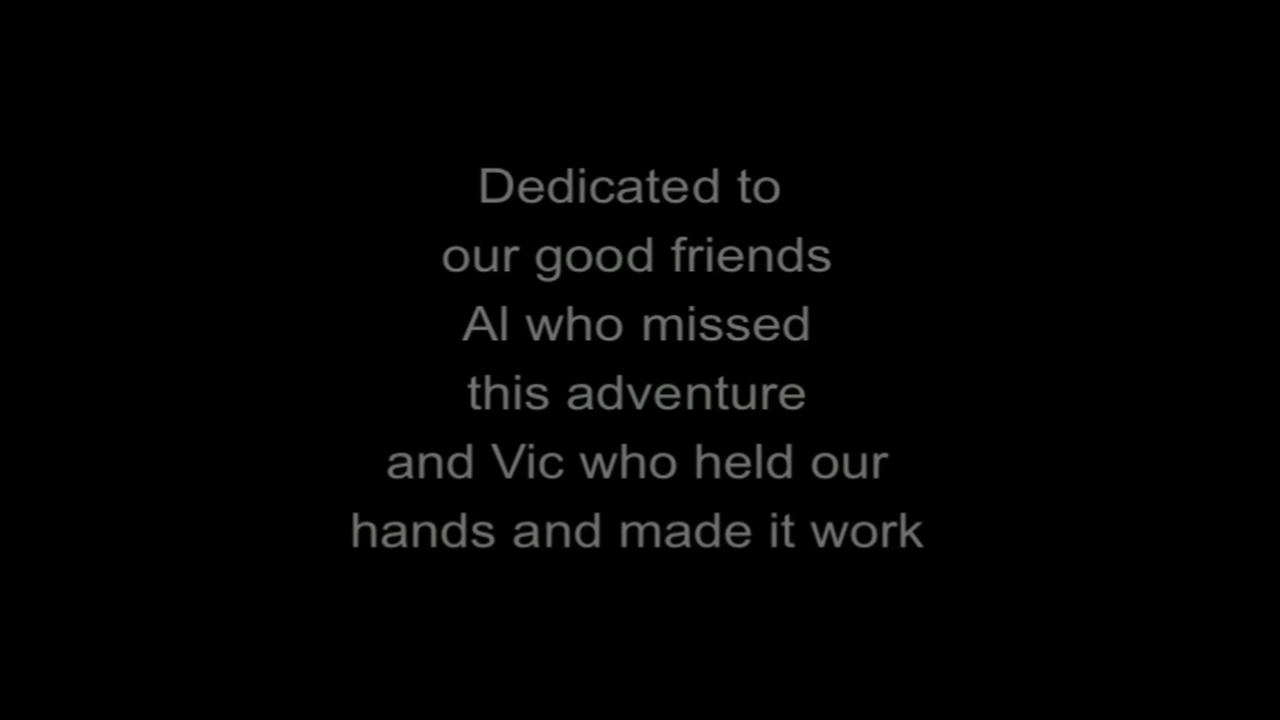 Dedicated to
our good friends
Al who missed
this adventure
and Vic who held our
hands and made it work